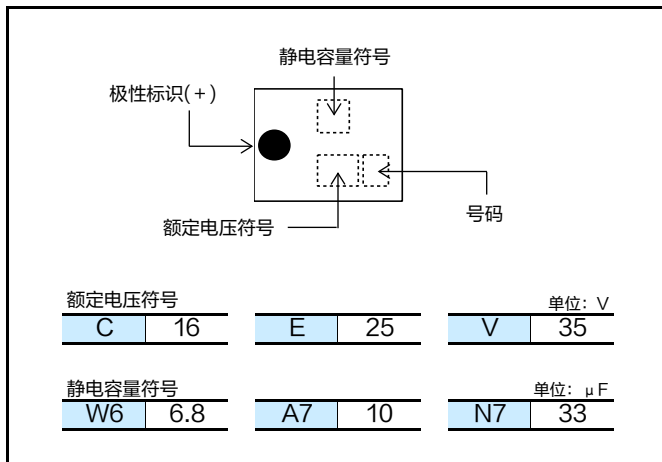 静电容量符号
极性标识(+)
额定电压符号
号码
额定电压符号 单位：V
C 16 E 25 V 35
静电容量符号 单位：μF
W6 6.8 A7 10 N7 33